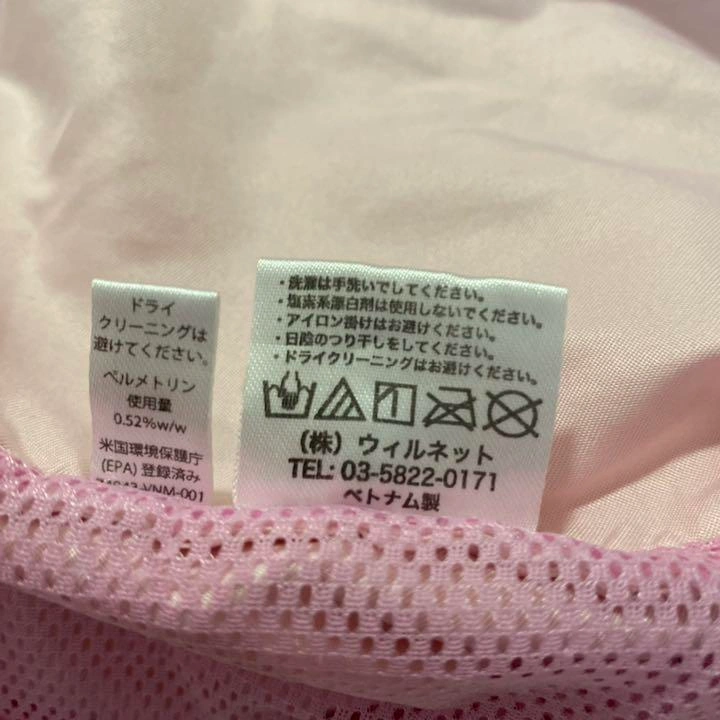 ドライ
クリーニングは
避けてください。
ペルメトリン
使用量
0.52%w/w
米国環境保護庁
(EPA) 登録済み
-VNM-001
・洗濯は手洗いでしてください。
・塩素系漂白剤は使用しないでください。
・アイロン掛けはお避けください。
・日陰のつり干しをしてください。
・ドライクリーニングはお避けください。
(株) ウィルネット
TEL: 03-5822-0171
ベトナム製